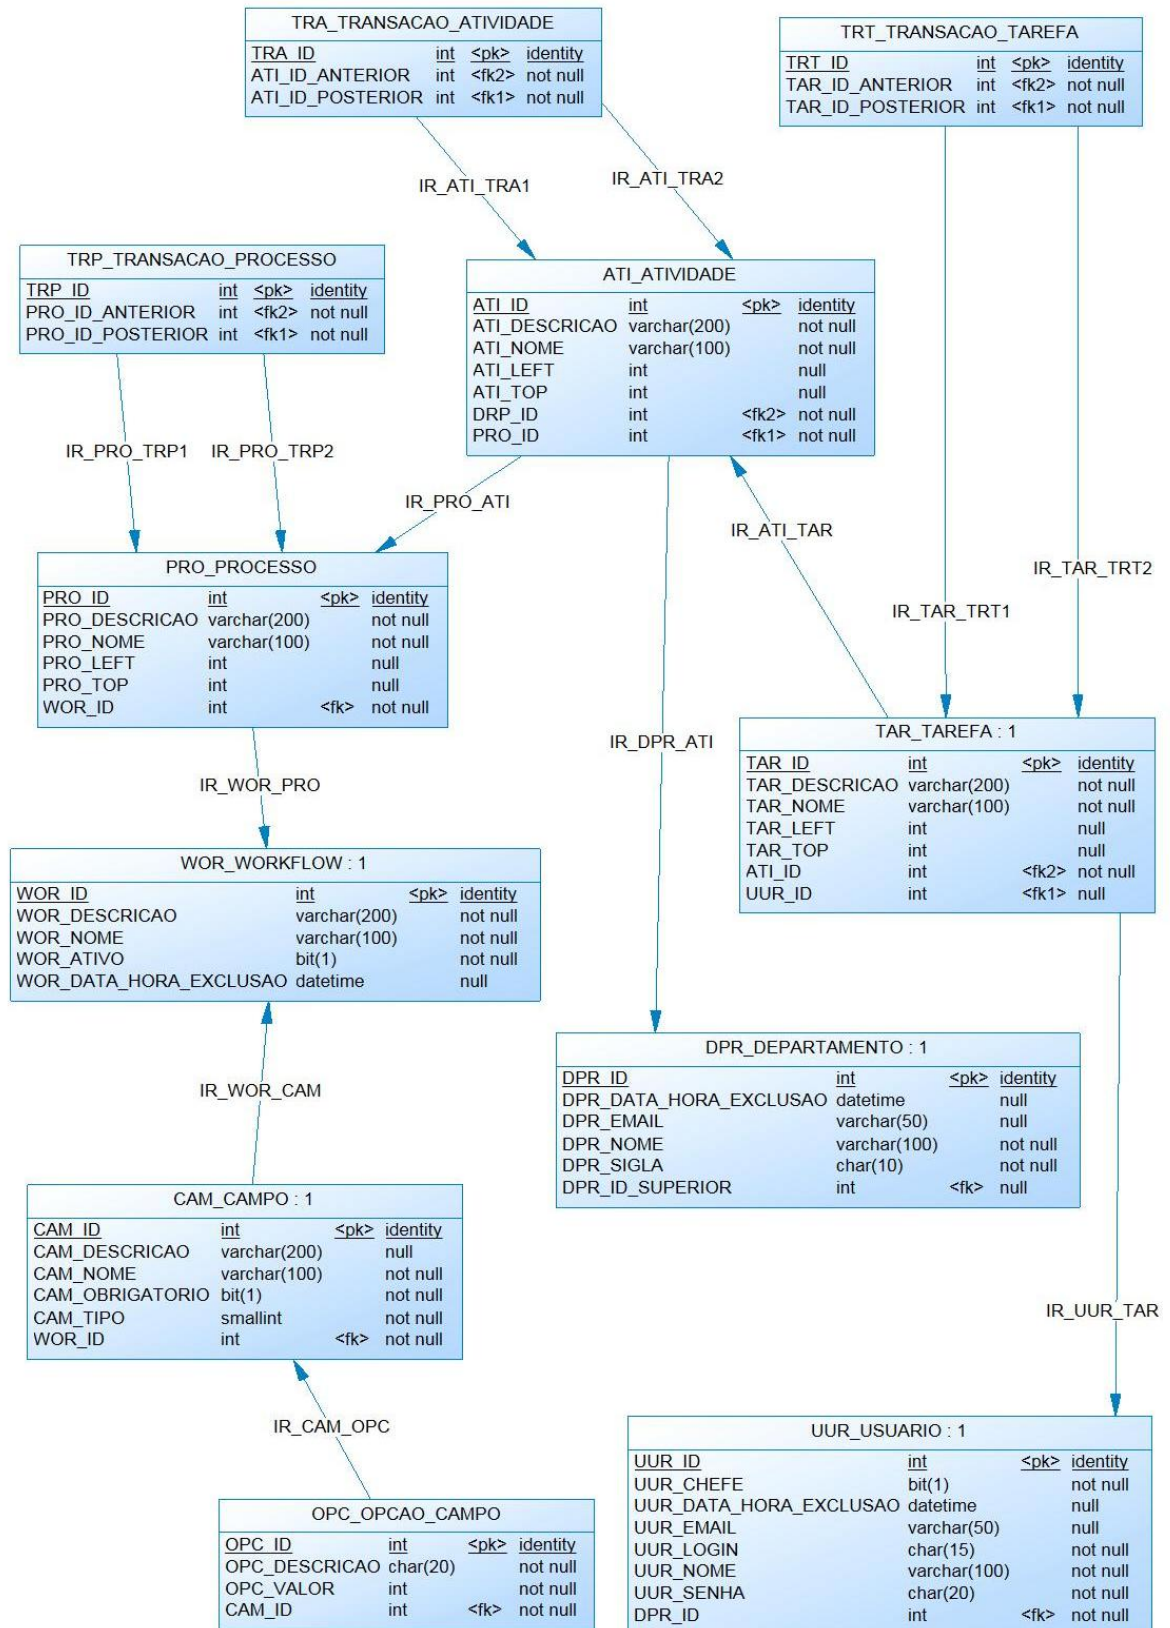 TRA_TRANSACAO_ATIVIDADE
TRA_ID int <pk> identity
ATI_ID_ANTERIOR int <fk2> not null
ATI_ID_POSTERIOR int <fk1> not null
TRT_TRANSACAO_TAREFA
TRT_ID int <pk> identity
TAR_ID_ANTERIOR int <fk2> not null
TAR_ID_POSTERIOR int <fk1> not null
IR_ATI_TRA1
IR_ATI_TRA2
TRP_TRANSACAO_PROCESSO
TRP_ID int <pk> identity
PRO_ID_ANTERIOR int <fk2> not null
PRO_ID_POSTERIOR int <fk1> not null
ATI_ATIVIDADE
ATI_ID int <pk> identity
ATI_DESCRICAO varchar(200) not null
ATI_NOME varchar(100) not null
ATI_LEFT int null
ATI_TOP int null
DRP_ID int <fk2> not null
PRO_ID int <fk1> not null
IR_PRO_TRP1
IR_PRO_TRP2
IR_PRO_ATI
IR_ATI_TAR
IR_TAR_TRT2
IR_TAR_TRT1
PRO_PROCESSO
PRO_ID int <pk> identity
PRO_DESCRICAO varchar(200) not null
PRO_NOME varchar(100) not null
PRO_LEFT int null
PRO_TOP int null
WOR_ID int <fk> not null
IR_DPR_ATI
TAR_TAREFA : 1
TAR_ID int <pk> identity
TAR_DESCRICAO varchar(200) not null
TAR_NOME varchar(100) not null
TAR_LEFT int null
TAR_TOP int null
ATI_ID int <fk2> not null
UUR_ID int <fk1> null
IR_WOR_PRO
WOR_WORKFLOW : 1
WOR_ID int <pk> identity
WOR_DESCRICAO varchar(200) not null
WOR_NOME varchar(100) not null
WOR_ATIVO bit(1) not null
WOR_DATA_HORA_EXCLUSAO datetime null
DPR_DEPARTAMENTO : 1
DPR_ID int <pk> identity
DPR_DATA_HORA_EXCLUSAO datetime null
DPR_EMAIL varchar(50) null
DPR_NOME varchar(100) not null
DPR_SIGLA char(10) not null
DPR_ID_SUPERIOR int <fk> null
IR_WOR_CAM
CAM_CAMPO : 1
CAM_ID int <pk> identity
CAM_DESCRICAO varchar(200) null
CAM_NOME varchar(100) not null
CAM_OBRIGATORIO bit(1) not null
CAM_TIPO smallint not null
WOR_ID int <fk> not null
IR_UUR_TAR
IR_CAM_OPC
OPC_OPCAO_CAMPO
OPC_ID int <pk> identity
OPC_DESCRICAO char(20) not null
OPC_VALOR int not null
CAM_ID int <fk> not null
UUR_USUARIO : 1
UUR_ID int <pk> identity
UUR_CHEFE bit(1) not null
UUR_DATA_HORA_EXCLUSAO datetime null
UUR_EMAIL varchar(50) null
UUR_LOGIN char(15) not null
UUR_NOME varchar(100) not null
UUR_SENHA char(20) not null
DPR_ID int <fk> not null